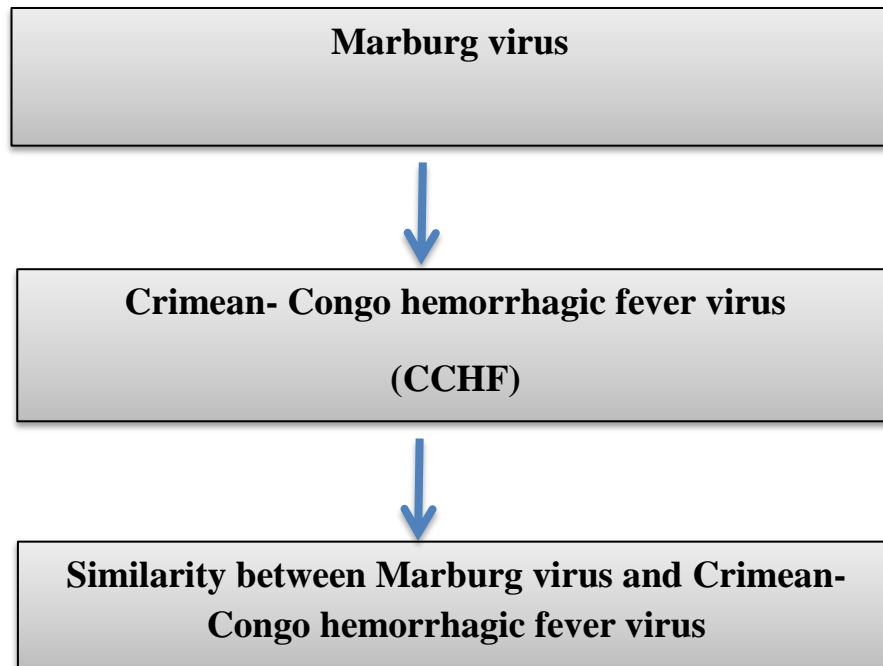 Marburg virus
Crimean- Congo hemorrhagic fever virus
(CCHF)
Similarity between Marburg virus and Crimean-
Congo hemorrhagic fever virus